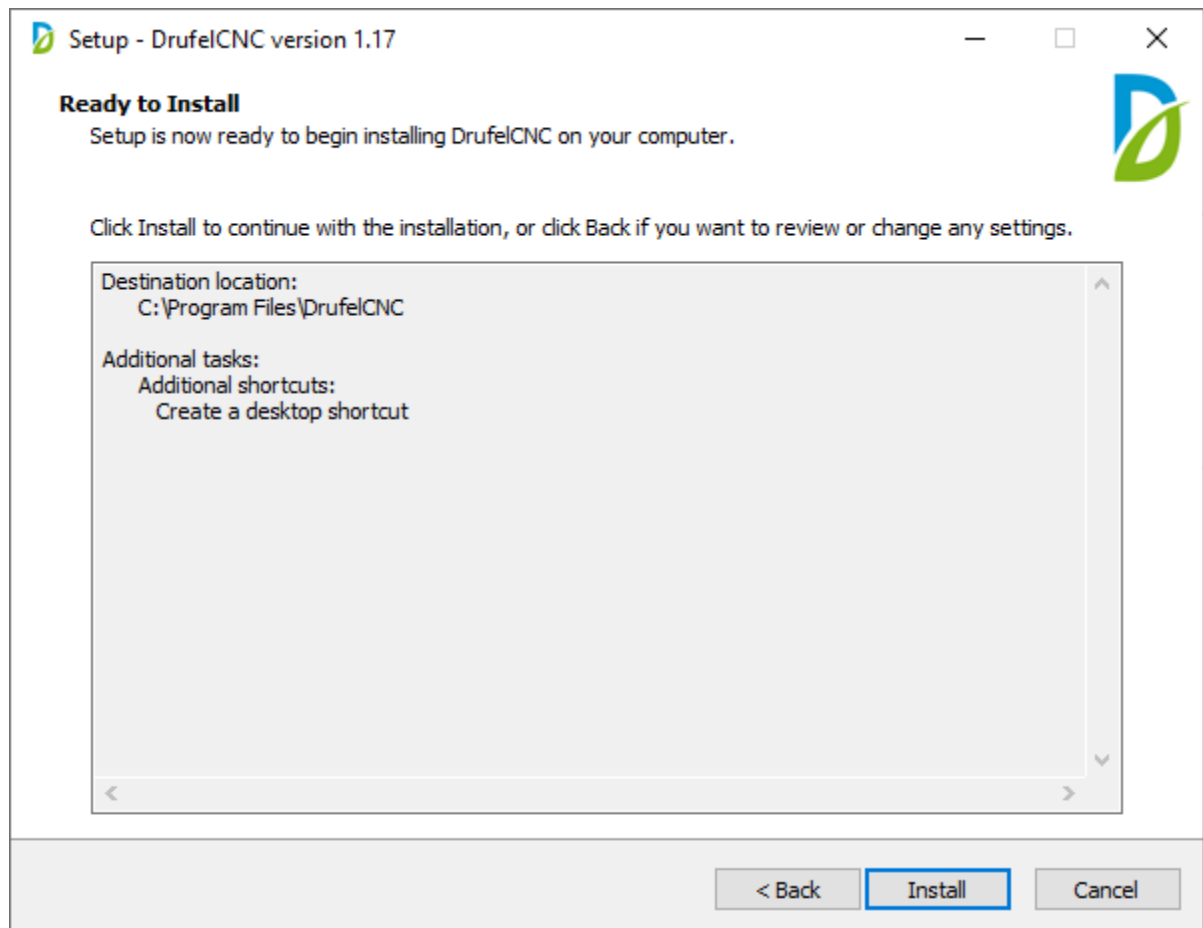 Setup - DrufelCNC version 1.17
Ready to Install
Setup is now ready to begin installing DrufelCNC on your computer.
Click Install to continue with the installation, or click Back if you want to review or change any settings.
Destination location:
C:\Program Files\DrufelCNC
Additional tasks:
Additional shortcuts:
Create a desktop shortcut
< Back
Install
Cancel